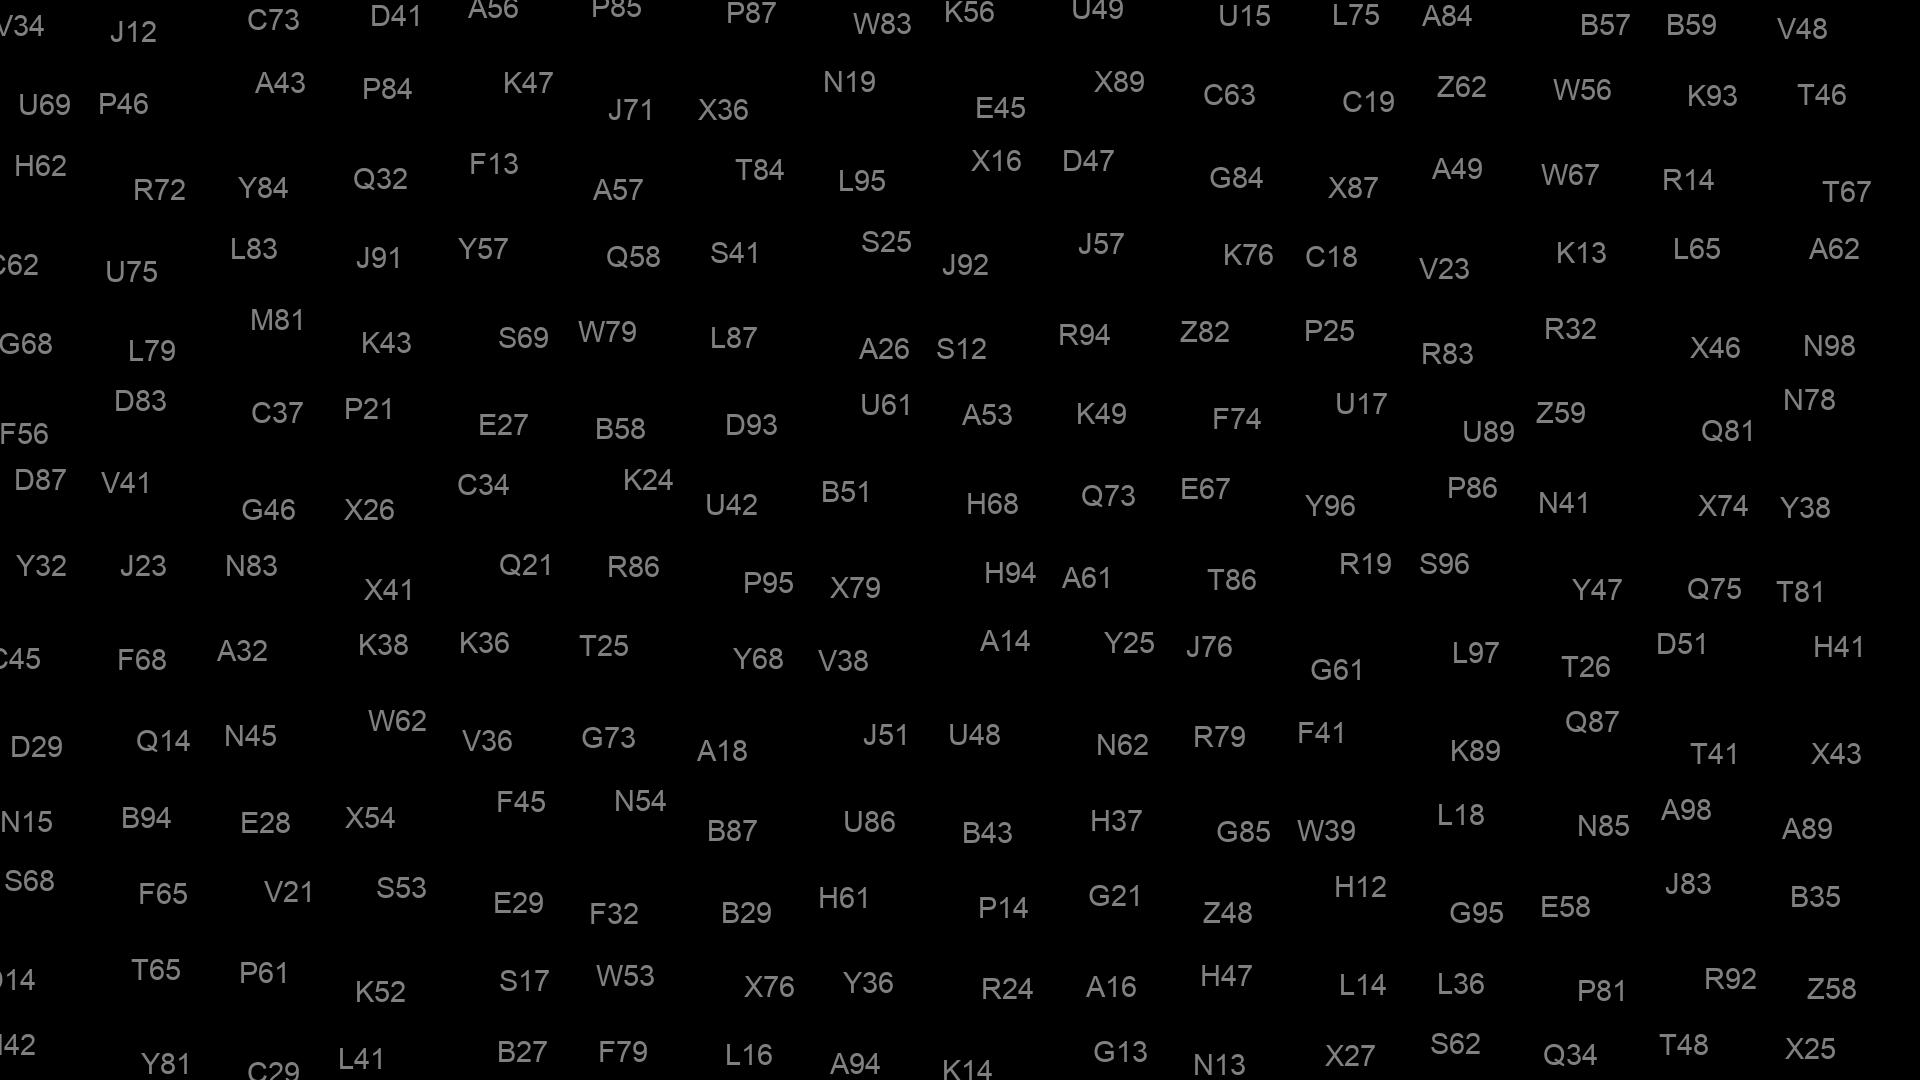 V34 J12 C73 D41 A56 P85 P87 W83 K56 U49 U15 L75 A84 B57 B59 V48
U69 P46 A43 P84 K47 J71 X36 N19 E45 X89 C63 C19 Z62 W56 K93 T46
H62 R72 Y84 Q32 F13 A57 T84 L95 X16 D47 G84 X87 A49 W67 R14 T67
C62 U75 L83 J91 Y57 Q58 S41 S25 J92 J57 K76 C18 V23 K13 L65 A62
G68 L79 M81 K43 S69 W79 L87 A26 S12 R94 Z82 P25 R83 R32 X46 N98
F56 D83 C37 P21 E27 B58 D93 U61 A53 K49 F74 U17 U89 Z59 Q81 N78
D87 V41 G46 X26 C34 K24 U42 B51 H68 Q73 E67 Y96 P86 N41 X74 Y38
Y32 J23 N83 X41 Q21 R86 P95 X79 H94 A61 T86 R19 S96 Y47 Q75 T81
C45 F68 A32 K38 K36 T25 Y68 V38 A14 Y25 J76 G61 L97 T26 D51 H41
D29 Q14 N45 W62 V36 G73 A18 J51 U48 N62 R79 F41 K89 Q87 T41 X43
N15 B94 E28 X54 F45 N54 B87 U86 B43 H37 G85 W39 L18 N85 A98 A89
S68 F65 V21 S53 E29 F32 B29 H61 P14 G21 Z48 H12 G95 E58 J83 B35
T65 P61 K52 S17 W53 X76 Y36 R24 A16 H47 L14 L36 P81 R92 Z58
Y81 C29 L41 B27 F79 L16 A94 K14 G13 N13 X27 S62 Q34 T48 X25